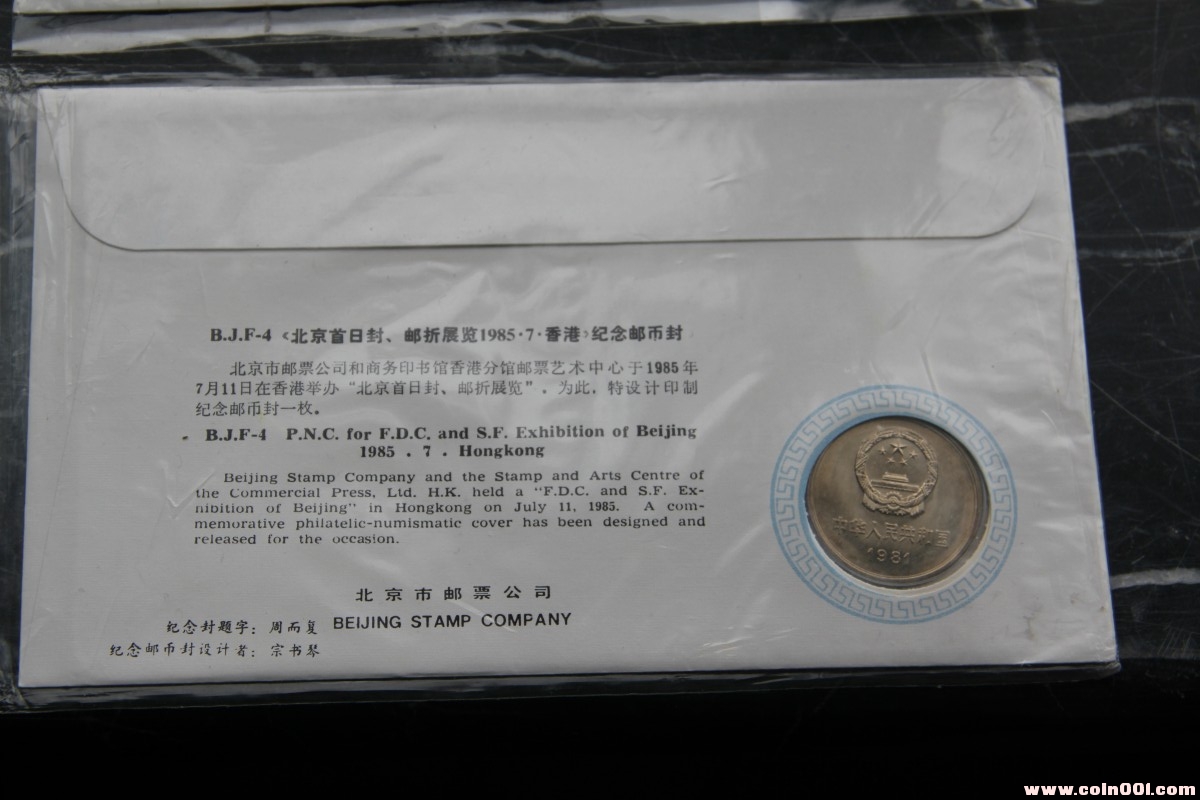 B.J.F-4 《北京首日封、邮折展览1985·7·香港》纪念邮币封
北京市邮票公司和商务印书馆香港分馆邮票艺术中心于1985年
7月11日在香港举办“北京首日封、邮折展览”。为此，特设计印制
纪念邮币封一枚。
B.J.F-4 P.N.C. for F.D.C. and S.F. Exhibition of Beijing
1985 . 7 . Hongkong
Beijing Stamp Company and the Stamp and Arts Centre of
the Commercial Press, Ltd. H.K. held a "F.D.C. and S.F. Ex-
hibition of Beijing" in Hongkong on July 11, 1985. A com-
memorative philatelic-numismatic cover has been designed and
released for the occasion.
北京市邮票公司
BEIJING STAMP COMPANY
纪念封题字：周而复
纪念邮币封设计者：宗书琴
中华人民共和国
1981
www.coin001.com